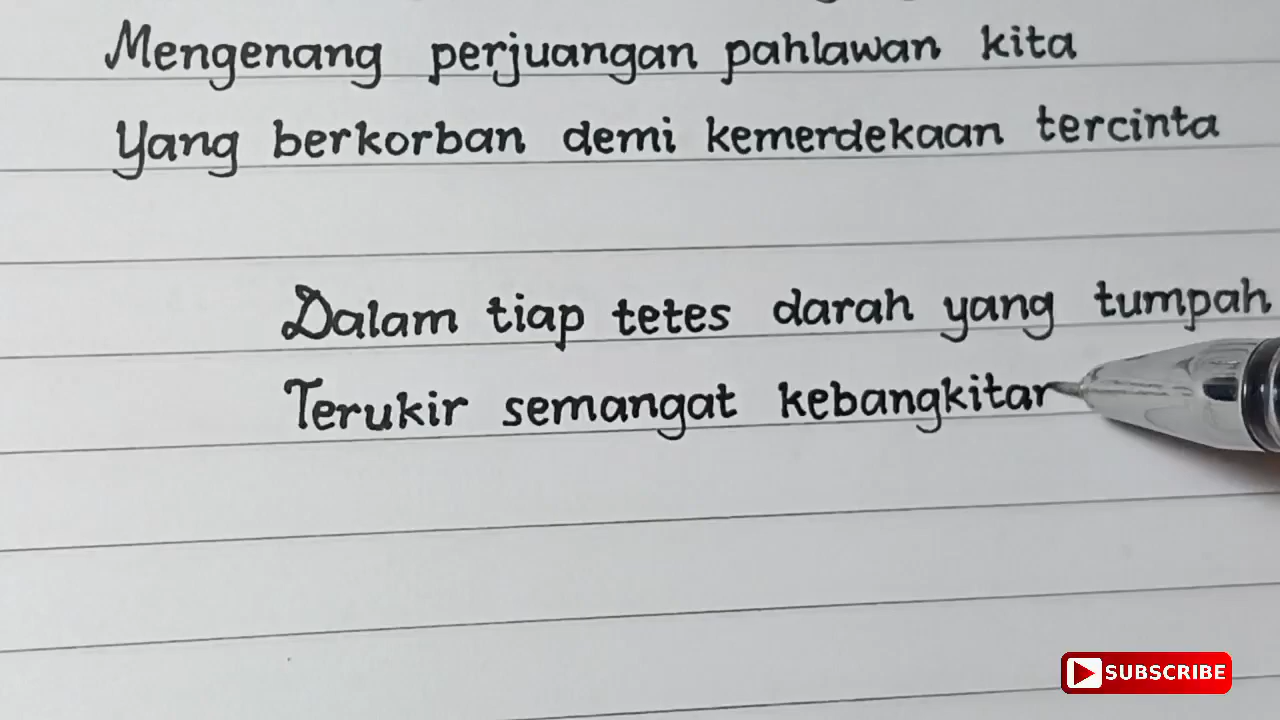 Mengenang perjuangan pahlawan kita
Yang berkorban demi kemerdekaan tercinta
Dalam tiap tetes darah yang tumpah
Terukir semangat kebangkitan
SUBSCRIBE